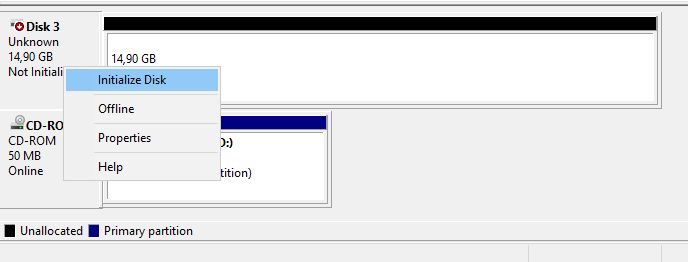 Disk 3
Unknown
14,90 GB
Not Initiali
14,90 GB
Initialize Disk
Offline
Properties
Help
CD-RO
CD-ROM
50 MB
Online
D:)
tition)
Unallocated
Primary partition